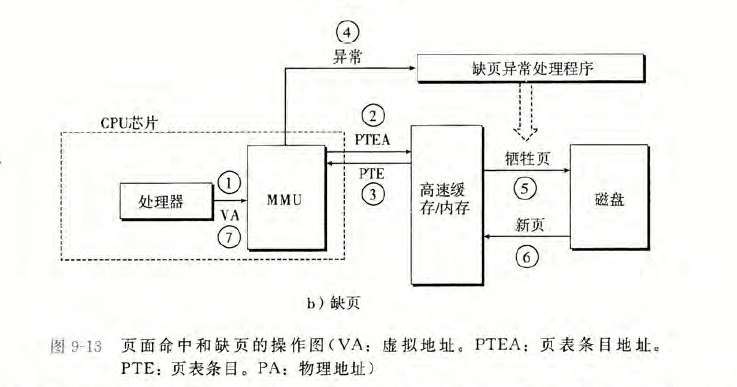 ④
异常
缺页异常处理程序
CPU芯片
②
PTEA
处理器
①
VA
⑦
MMU
PTE
③
高速缓
存/内存
牺牲页
⑤
新页
⑥
磁盘
b) 缺页
图 9-13 页面命中和缺页的操作图(VA: 虚拟地址。PTEA: 页表条目地址。
PTE: 页表条目。PA: 物理地址)